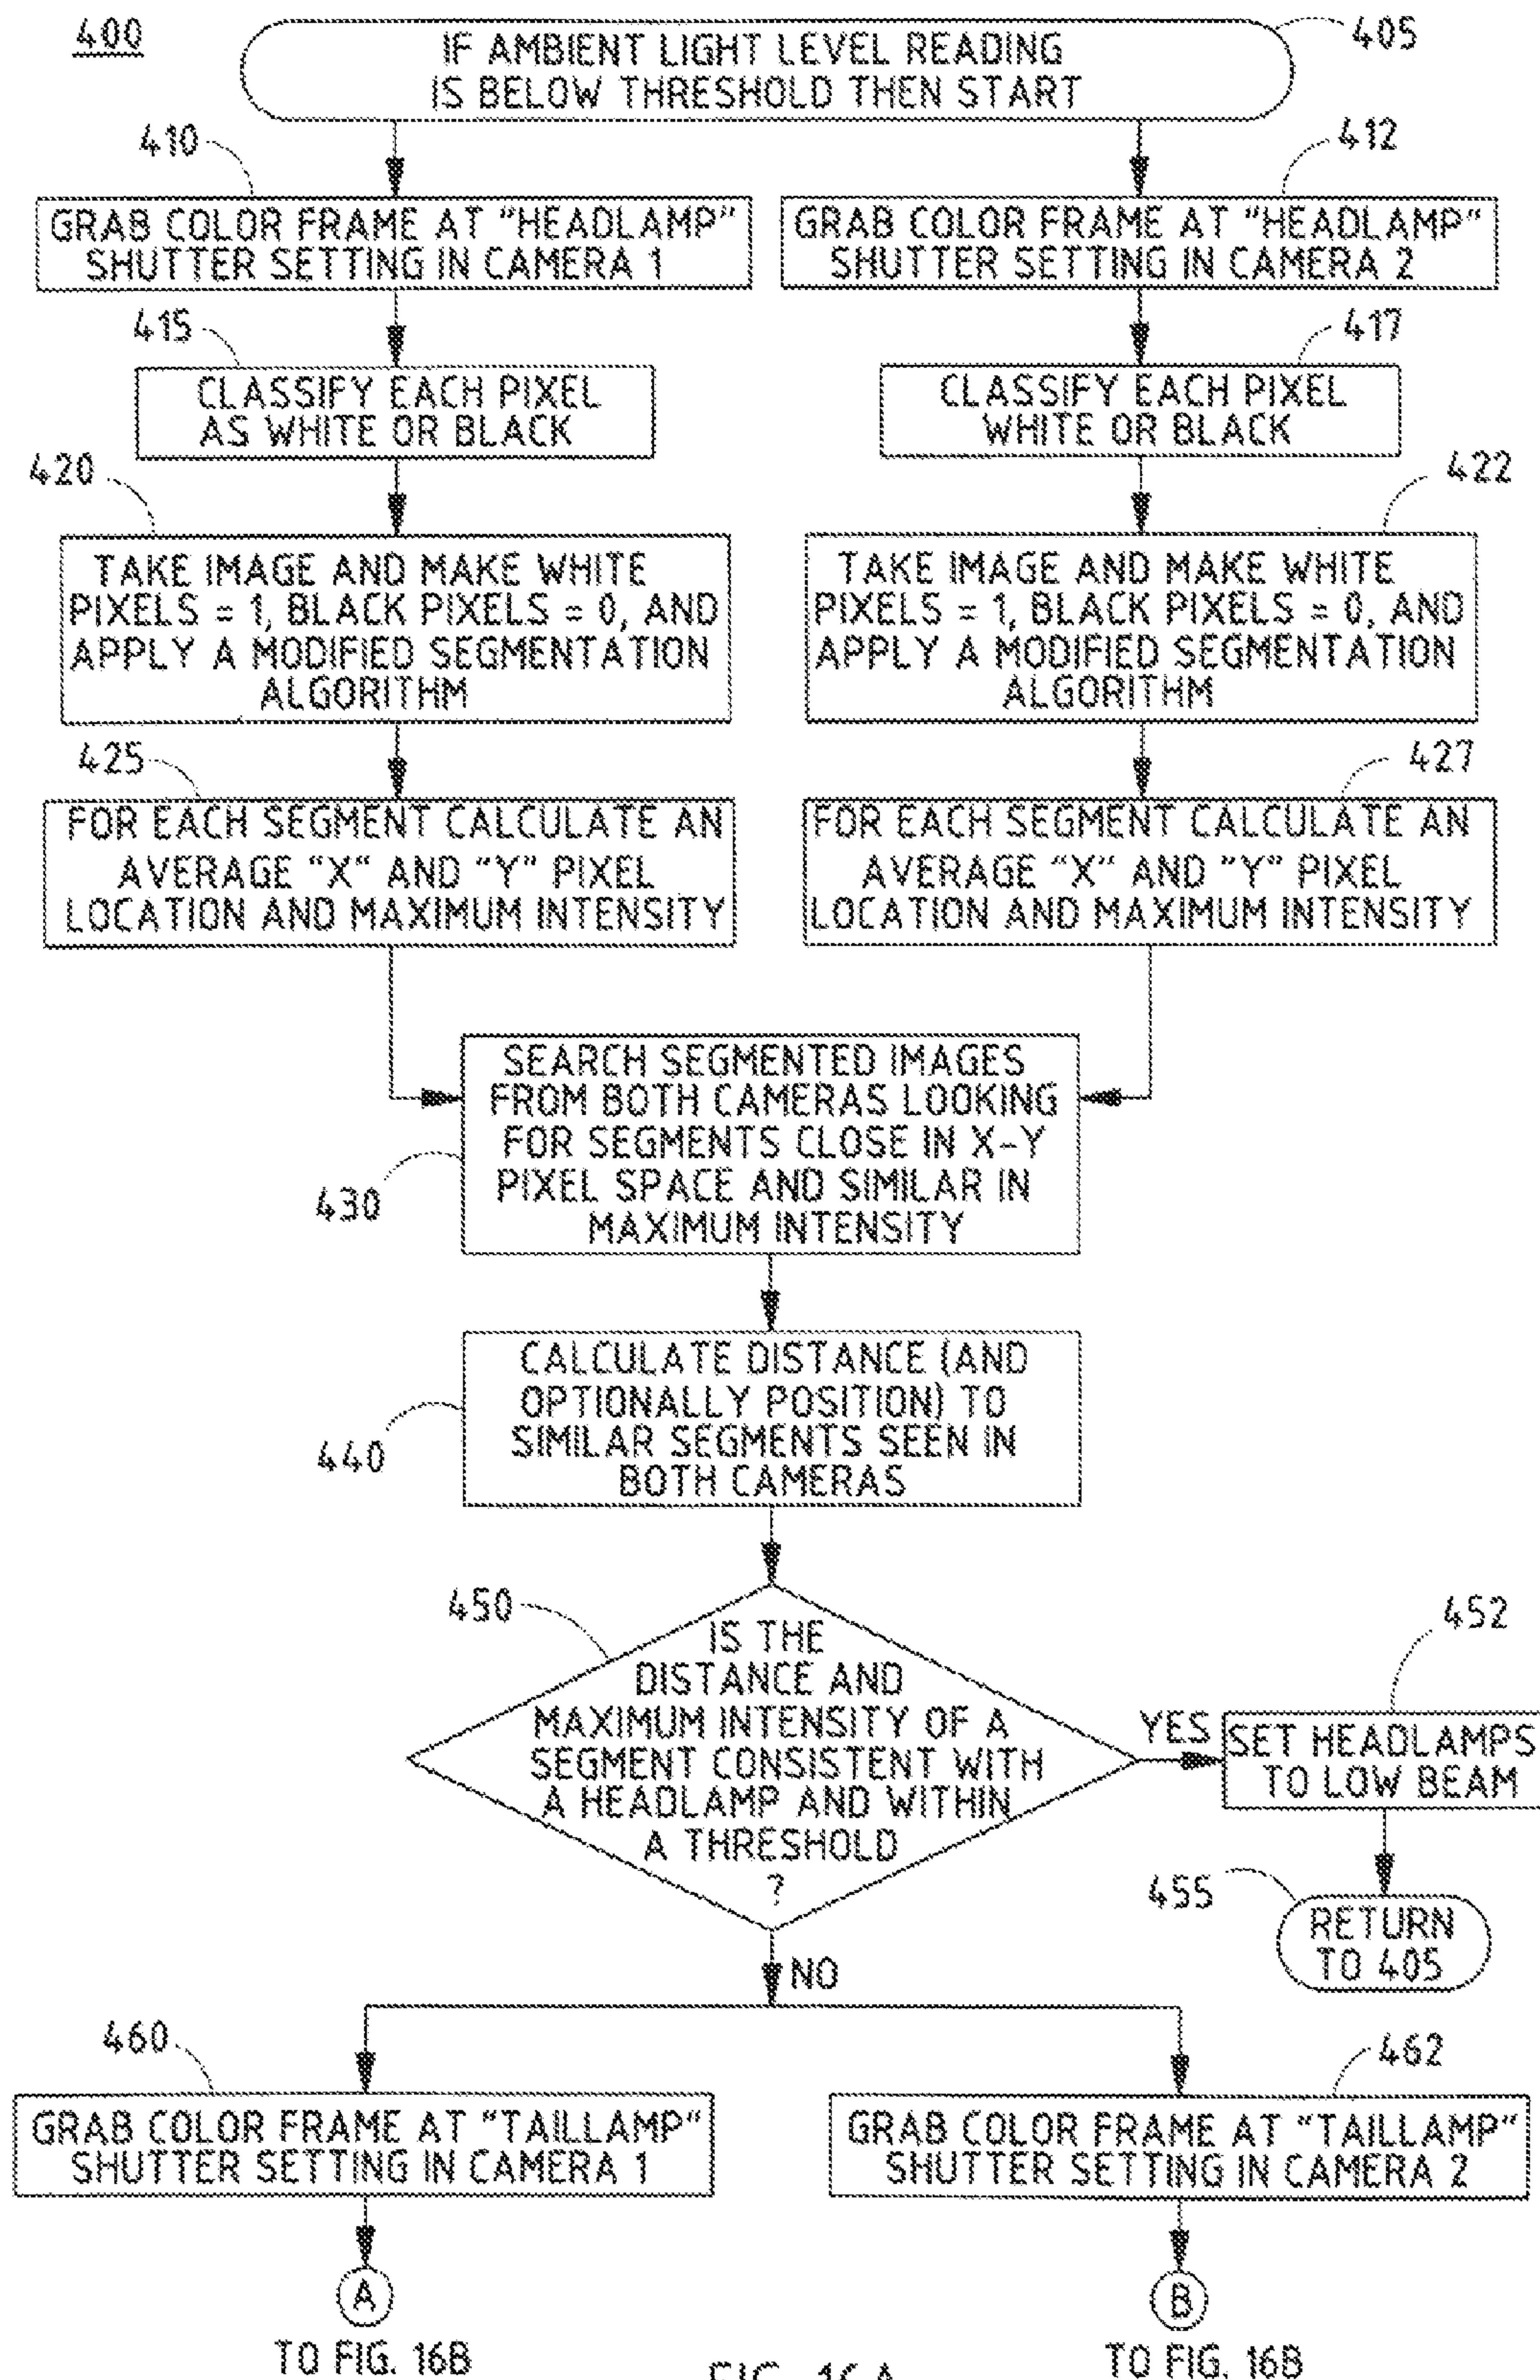 400
IF AMBIENT LIGHT LEVEL READING
IS BELOW THRESHOLD THEN START
405
410
GRAB COLOR FRAME AT "HEADLAMP"
SHUTTER SETTING IN CAMERA 1
412
GRAB COLOR FRAME AT "HEADLAMP"
SHUTTER SETTING IN CAMERA 2
415
CLASSIFY EACH PIXEL
AS WHITE OR BLACK
417
CLASSIFY EACH PIXEL
WHITE OR BLACK
420
TAKE IMAGE AND MAKE WHITE
PIXELS = 1, BLACK PIXELS = 0, AND
APPLY A MODIFIED SEGMENTATION
ALGORITHM
422
TAKE IMAGE AND MAKE WHITE
PIXELS = 1, BLACK PIXELS = 0, AND
APPLY A MODIFIED SEGMENTATION
ALGORITHM
425
FOR EACH SEGMENT CALCULATE AN
AVERAGE "X" AND "Y" PIXEL
LOCATION AND MAXIMUM INTENSITY
427
FOR EACH SEGMENT CALCULATE AN
AVERAGE "X" AND "Y" PIXEL
LOCATION AND MAXIMUM INTENSITY
430
SEARCH SEGMENTED IMAGES
FROM BOTH CAMERAS LOOKING
FOR SEGMENTS CLOSE IN X-Y
PIXEL SPACE AND SIMILAR IN
MAXIMUM INTENSITY
440
CALCULATE DISTANCE (AND
OPTIONALLY POSITION) TO
SIMILAR SEGMENTS SEEN IN
BOTH CAMERAS
450
IS THE
DISTANCE AND
MAXIMUM INTENSITY OF A
SEGMENT CONSISTENT WITH
A HEADLAMP AND WITHIN
A THRESHOLD
?
YES
452
SET HEADLAMPS
TO LOW BEAM
455
RETURN
TO 405
NO
460
GRAB COLOR FRAME AT "TAILLAMP"
SHUTTER SETTING IN CAMERA 1
462
GRAB COLOR FRAME AT "TAILLAMP"
SHUTTER SETTING IN CAMERA 2
A
TO FIG. 16B
B
TO FIG. 16B
FIG. 16A